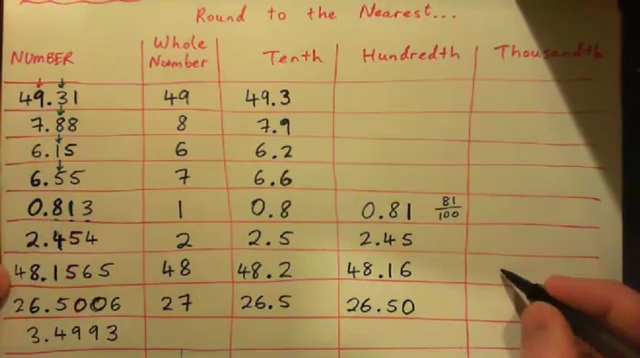 Round to the Nearest...
NUMBER Whole Number Tenth Hundredth Thousandth
49.31 49 49.3
7.88 8 7.9
6.15 6 6.2
6.55 7 6.6
0.813 1 0.8 0.81 81/100
2.454 2 2.5 2.45
48.1565 48 48.2 48.16
26.5006 27 26.5 26.50
3.4993